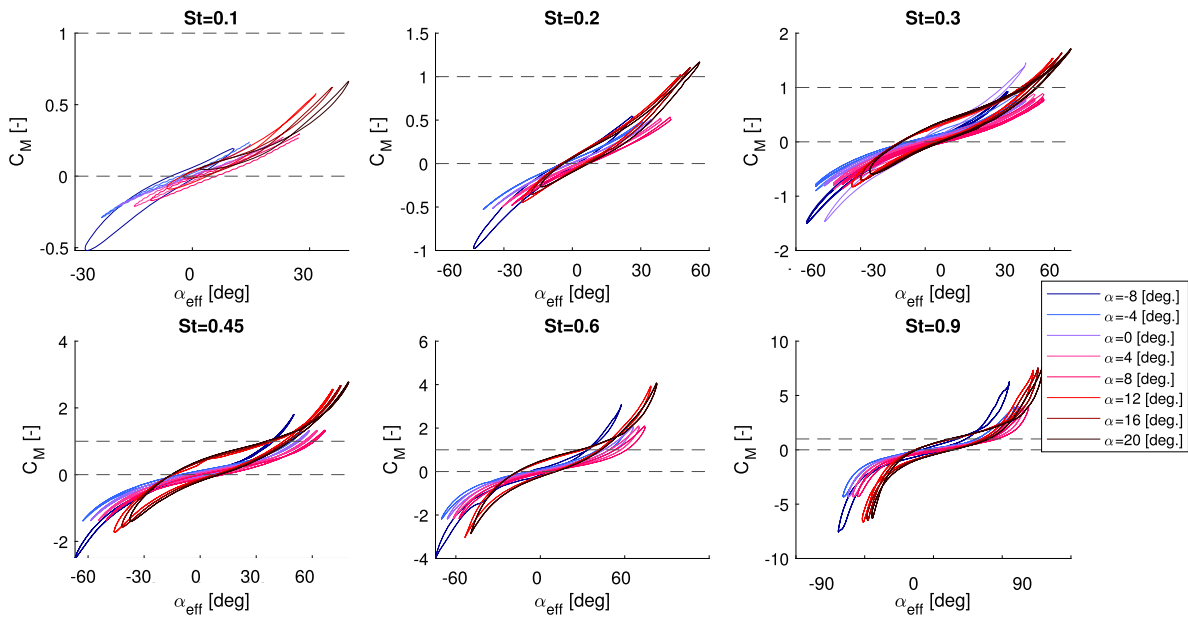 St=0.1
St=0.2
St=0.3
1
0.5
0
-0.5
C_M [-]
-30
0
30
α_eff [deg]
1.5
1
0.5
0
-0.5
-1
C_M [-]
-60
-30
0
30
60
α_eff [deg]
2
1
0
-1
-2
C_M [-]
-60
-30
0
30
60
α_eff [deg]
St=0.45
St=0.6
St=0.9
4
2
1
0
-2
C_M [-]
-60
-30
0
30
60
α_eff [deg]
6
4
2
1
0
-2
-4
C_M [-]
-60
0
60
α_eff [deg]
10
5
1
0
-5
-10
C_M [-]
-90
0
90
α_eff [deg]
α=-8 [deg.]
α=-4 [deg.]
α=0 [deg.]
α=4 [deg.]
α=8 [deg.]
α=12 [deg.]
α=16 [deg.]
α=20 [deg.]